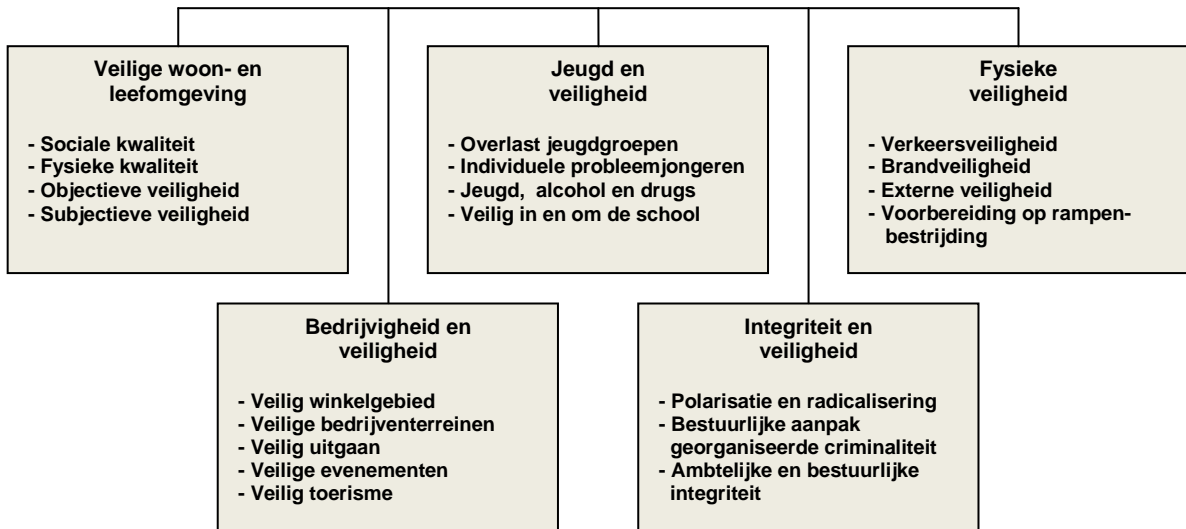 Veilige woon- en
leefomgeving
- Sociale kwaliteit
- Fysieke kwaliteit
- Objectieve veiligheid
- Subjectieve veiligheid
Jeugd en
veiligheid
- Overlast jeugdgroepen
- Individuele probleemjongeren
- Jeugd, alcohol en drugs
- Veilig in en om de school
Fysieke
veiligheid
- Verkeersveiligheid
- Brandveiligheid
- Externe veiligheid
- Voorbereiding op rampen-
bestrijding
Bedrijvigheid en
veiligheid
- Veilig winkelgebied
- Veilige bedrijventerreinen
- Veilig uitgaan
- Veilige evenementen
- Veilig toerisme
Integriteit en
veiligheid
- Polarisatie en radicalisering
- Bestuurlijke aanpak
georganiseerde criminaliteit
- Ambtelijke en bestuurlijke
integriteit